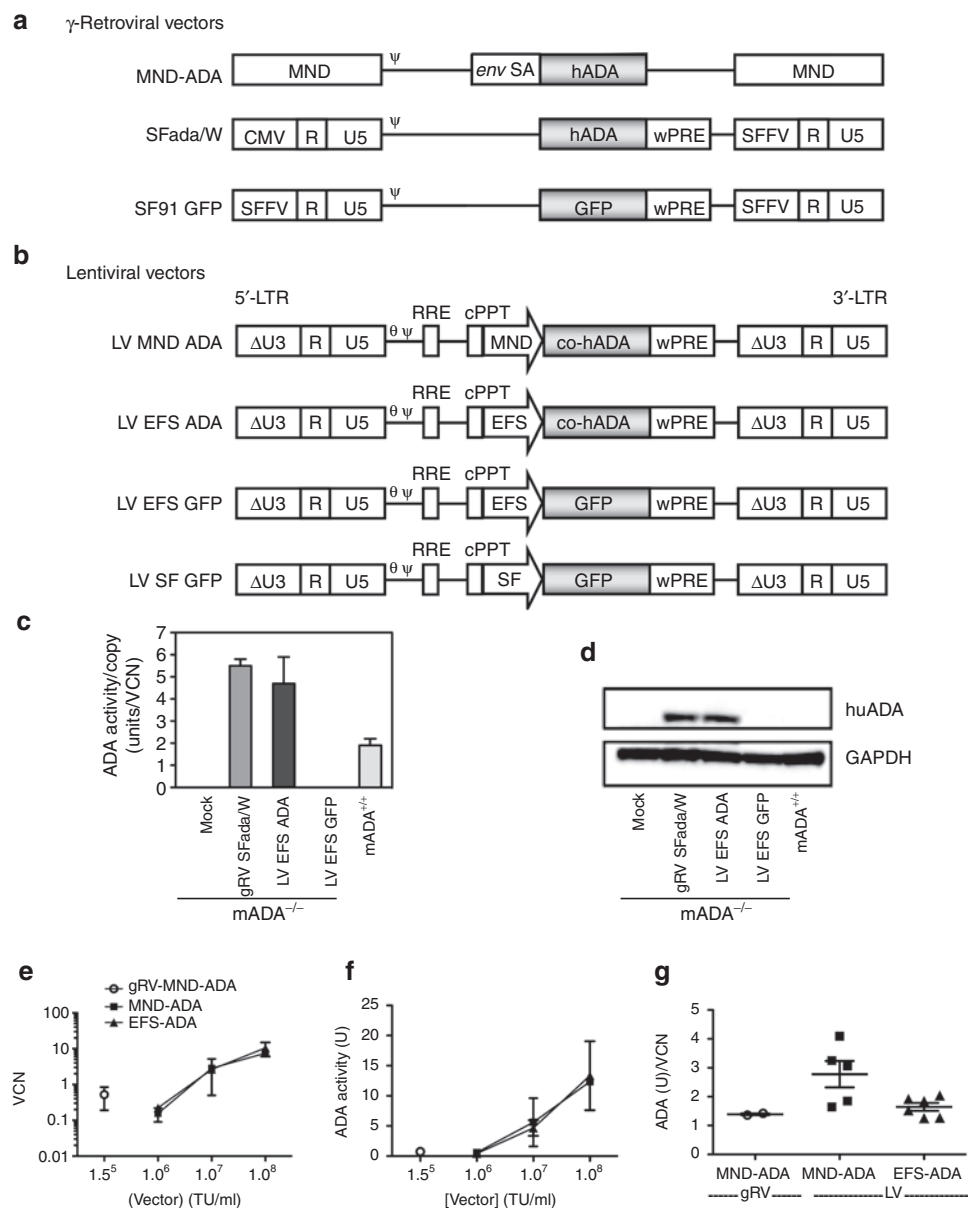 a
γ-Retroviral vectors
MND-ADA MND ψ env SA hADA MND
SFada/W CMV R U5 ψ hADA wPRE SFFV R U5
SF91 GFP SFFV R U5 ψ GFP wPRE SFFV R U5
b
Lentiviral vectors
5′-LTR 3′-LTR
RRE cPPT
LV MND ADA ΔU3 R U5 θ ψ MND co-hADA wPRE ΔU3 R U5
RRE cPPT
LV EFS ADA ΔU3 R U5 θ ψ EFS co-hADA wPRE ΔU3 R U5
RRE cPPT
LV EFS GFP ΔU3 R U5 θ ψ EFS GFP wPRE ΔU3 R U5
RRE cPPT
LV SF GFP ΔU3 R U5 θ ψ SF GFP wPRE ΔU3 R U5
c
ADA activity/copy
(units/VCN)
7
6
5
4
3
2
1
0
Mock
gRV SFada/W
LV EFS ADA
LV EFS GFP
mADA+/+
mADA−/−
d
huADA
GAPDH
Mock
gRV SFada/W
LV EFS ADA
LV EFS GFP
mADA+/+
mADA−/−
e
gRV-MND-ADA
MND-ADA
EFS-ADA
VCN
100
10
1
0.1
0.01
1.5⁵ 1.0⁶ 1.0⁷ 1.0⁸
(Vector) (TU/ml)
f
ADA activity (U)
25
20
15
10
5
0
1.5⁵ 1.0⁶ 1.0⁷ 1.0⁸
[Vector] (TU/ml)
g
ADA (U)/VCN
5
4
3
2
1
0
MND-ADA MND-ADA EFS-ADA
gRV LV